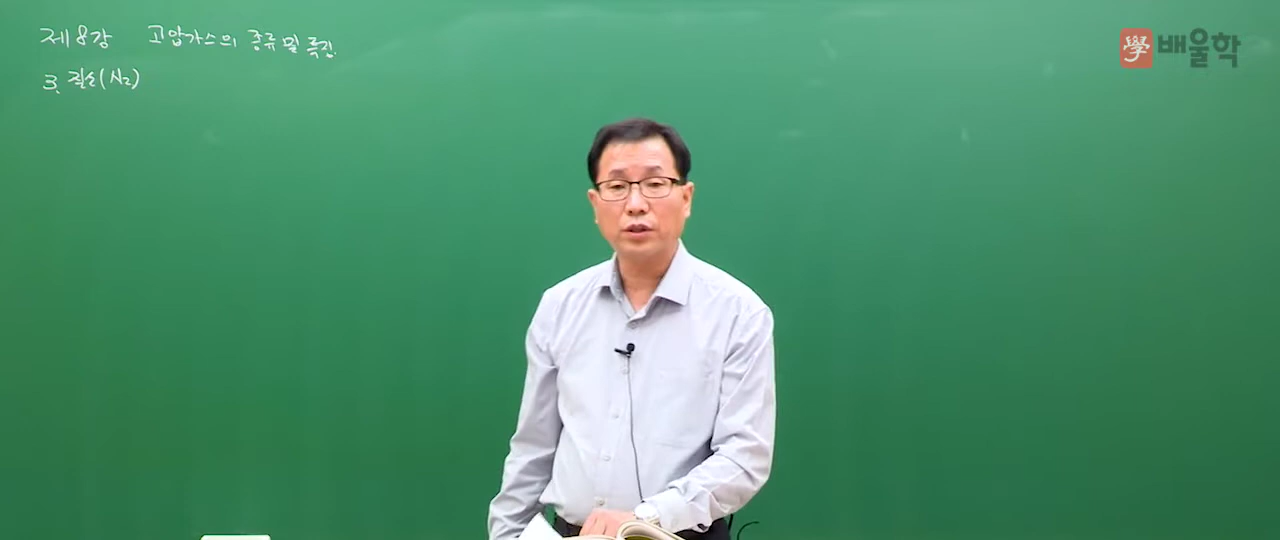 제8강 고압가스의 종류 및 특징.
3. 질소(N2)
學 배울학